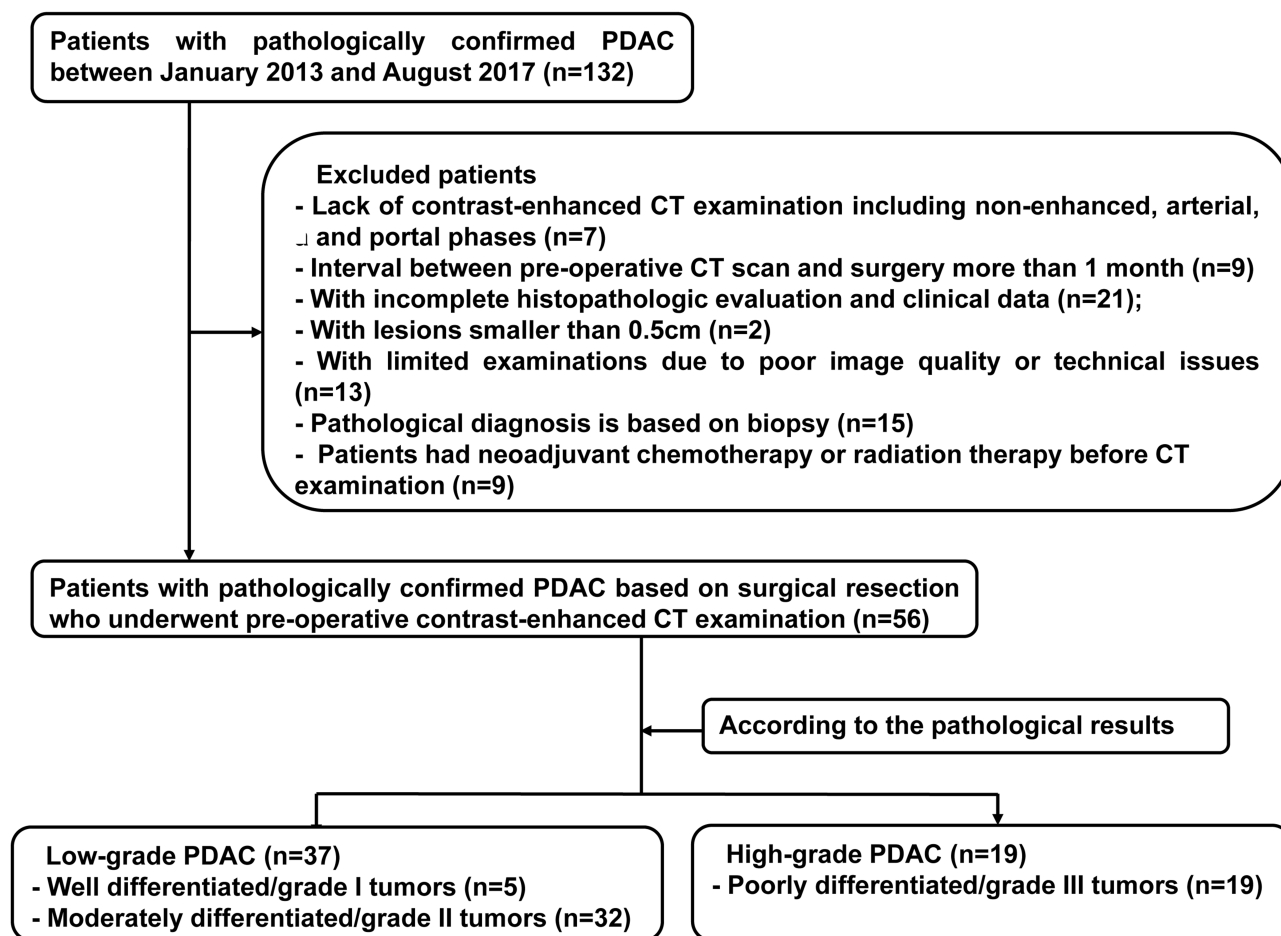 Patients with pathologically confirmed PDAC
between January 2013 and August 2017 (n=132)
Excluded patients
- Lack of contrast-enhanced CT examination including non-enhanced, arterial,
and portal phases (n=7)
- Interval between pre-operative CT scan and surgery more than 1 month (n=9)
- With incomplete histopathologic evaluation and clinical data (n=21);
- With lesions smaller than 0.5cm (n=2)
- With limited examinations due to poor image quality or technical issues
(n=13)
- Pathological diagnosis is based on biopsy (n=15)
- Patients had neoadjuvant chemotherapy or radiation therapy before CT
examination (n=9)
Patients with pathologically confirmed PDAC based on surgical resection
who underwent pre-operative contrast-enhanced CT examination (n=56)
According to the pathological results
Low-grade PDAC (n=37)
- Well differentiated/grade I tumors (n=5)
- Moderately differentiated/grade II tumors (n=32)
High-grade PDAC (n=19)
- Poorly differentiated/grade III tumors (n=19)